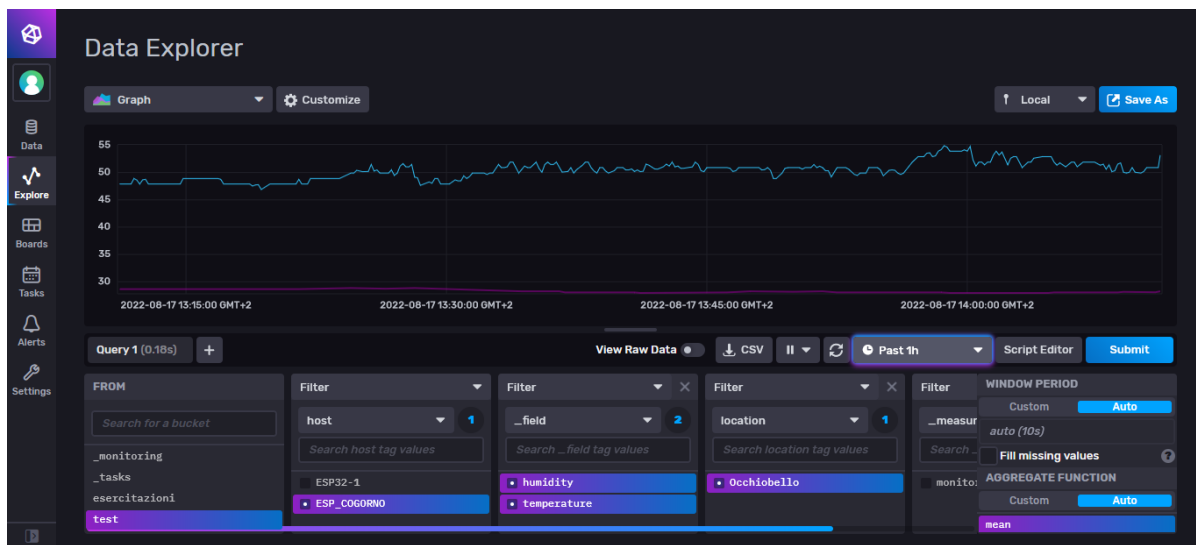 Data Explorer
Graph
Customize
Local
Save As
Data
Explore
Boards
Tasks
Alerts
Settings
55
50
45
40
35
30
2022-08-17 13:15:00 GMT+2
2022-08-17 13:30:00 GMT+2
2022-08-17 13:45:00 GMT+2
2022-08-17 14:00:00 GMT+2
Query 1 (0.18s)
+
View Raw Data
CSV
Past 1h
Script Editor
Submit
FROM
Search for a bucket
_monitoring
_tasks
esercitazioni
test
Filter
host
1
Search host tag values
ESP32-1
ESP_COGORNO
Filter
_field
2
Search _field tag values
humidity
temperature
Filter
location
1
Search location tag values
Occhiobello
Filter
_measur
Search _
monito
WINDOW PERIOD
Custom
Auto
auto (10s)
Fill missing values
?
AGGREGATE FUNCTION
Custom
Auto
mean